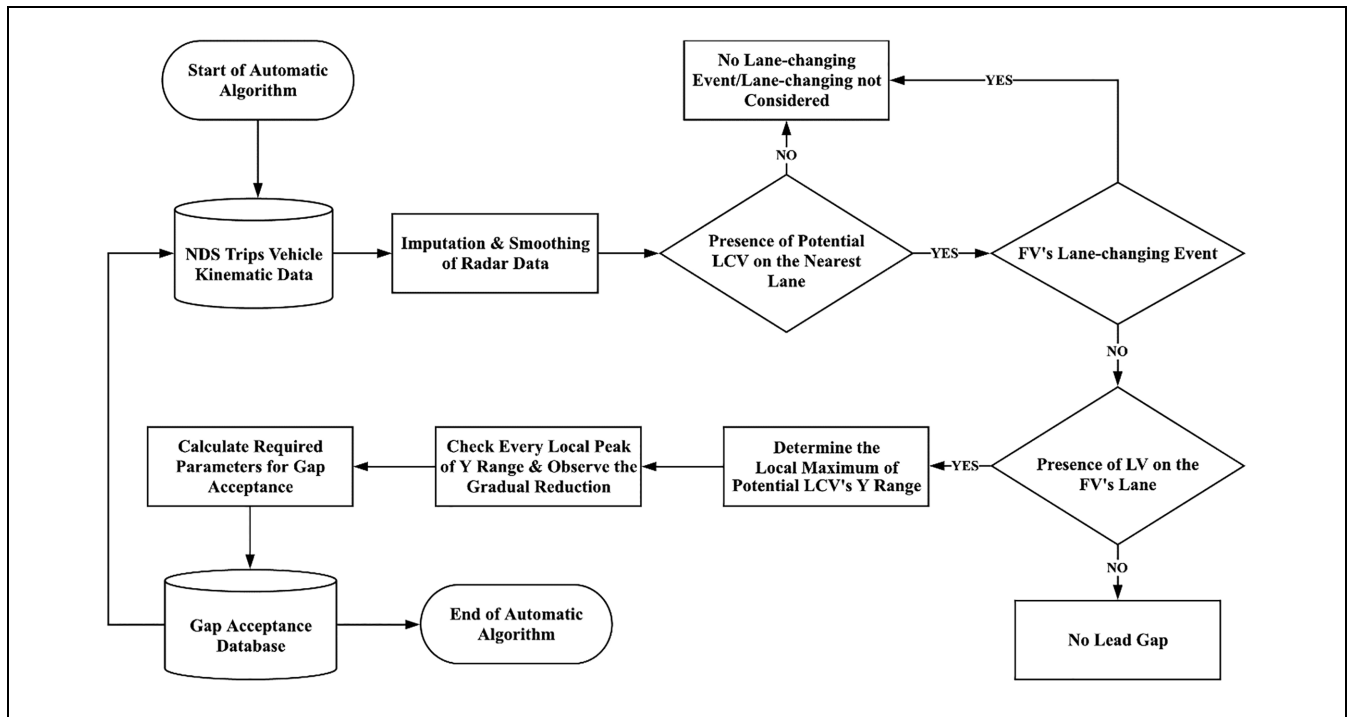 Start of Automatic
Algorithm
No Lane-changing
Event/Lane-changing not
Considered
YES
NO
NDS Trips Vehicle
Kinematic Data
Imputation & Smoothing
of Radar Data
Presence of Potential
LCV on the Nearest
Lane
YES
FV's Lane-changing Event
NO
Calculate Required
Parameters for Gap
Acceptance
Check Every Local Peak
of Y Range & Observe the
Gradual Reduction
Determine the
Local Maximum of
Potential LCV's Y Range
YES
Presence of LV on the
FV's Lane
NO
Gap Acceptance
Database
End of Automatic
Algorithm
No Lead Gap